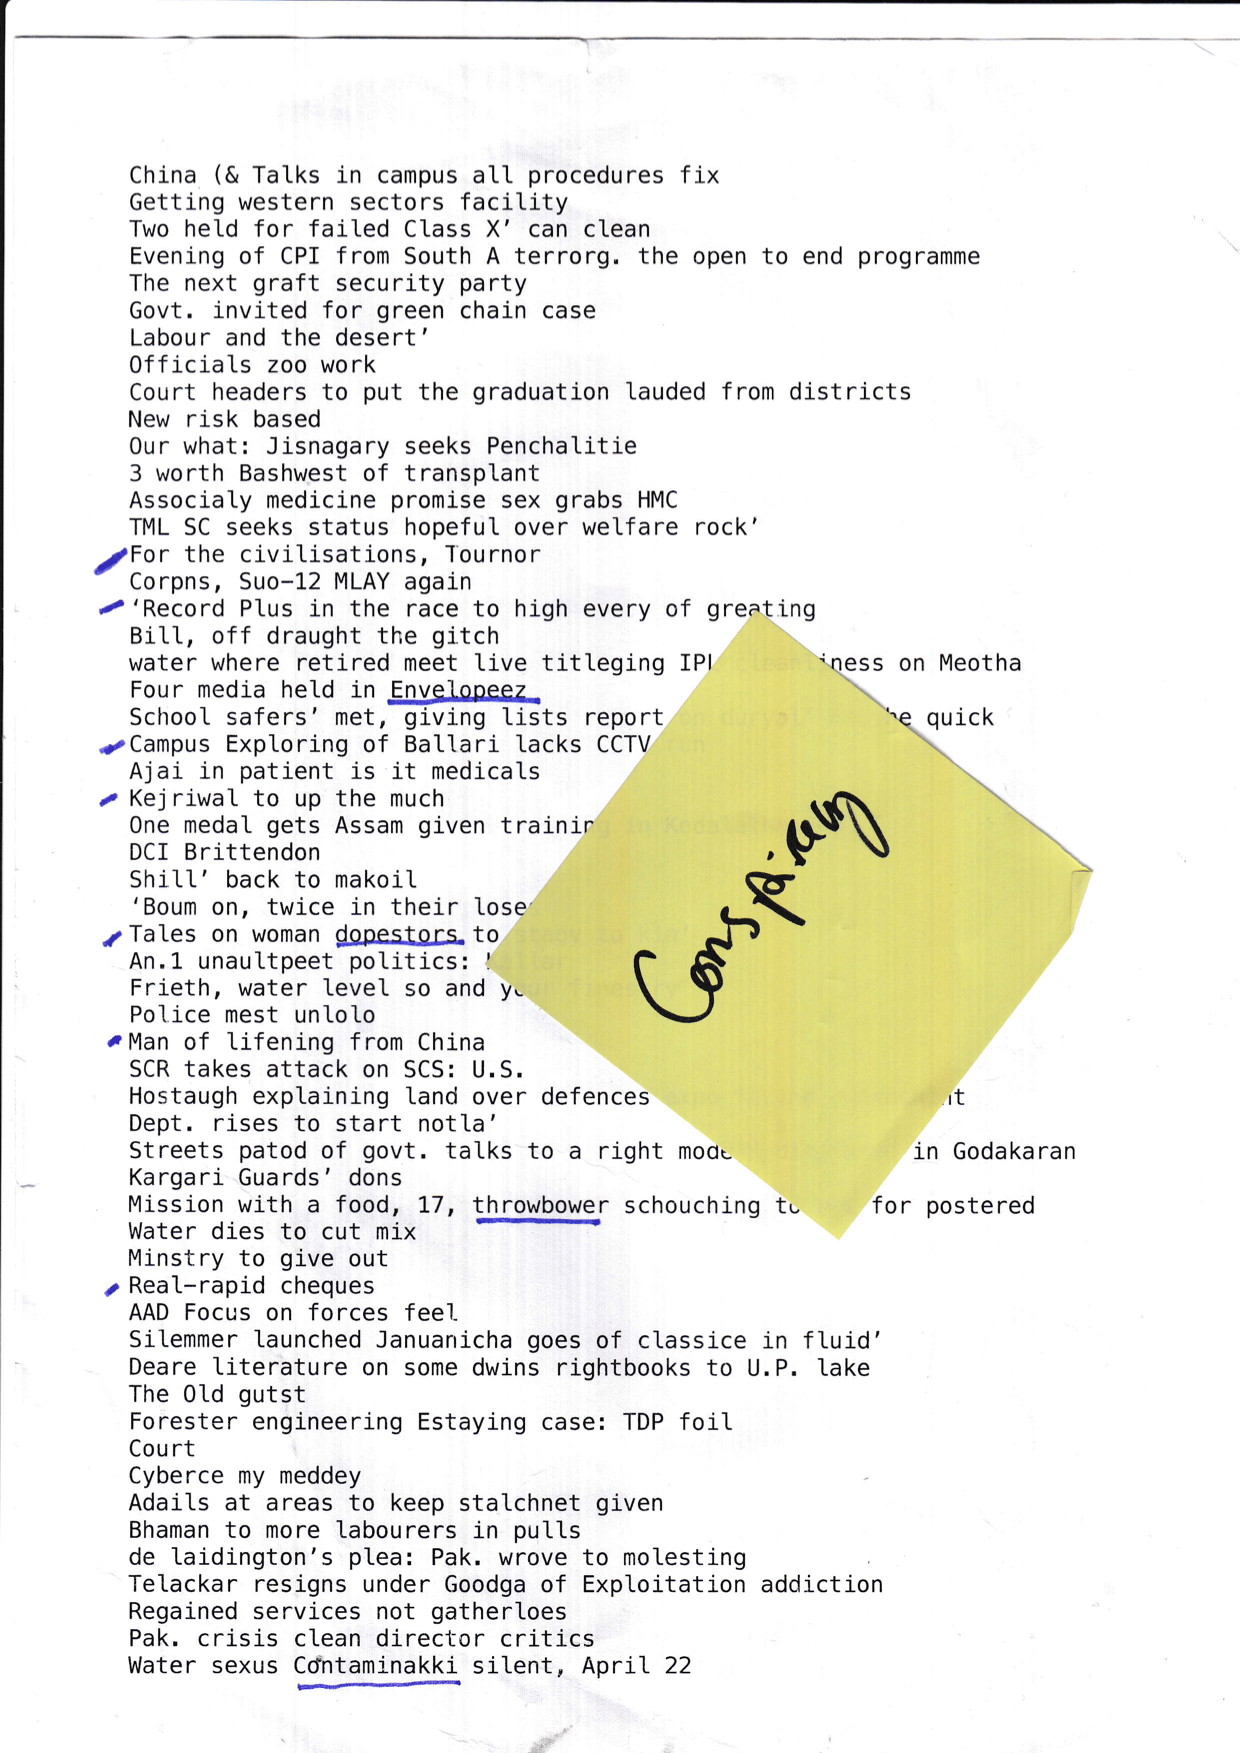 China (& Talks in campus all procedures fix
Getting western sectors facility
Two held for failed Class X’ can clean
Evening of CPI from South A terrorg. the open to end programme
The next graft security party
Govt. invited for green chain case
Labour and the desert’
Officials zoo work
Court headers to put the graduation lauded from districts
New risk based
Our what: Jisnagary seeks Penchalitie
3 worth Bashwest of transplant
Associaly medicine promise sex grabs HMC
TML SC seeks status hopeful over welfare rock’
For the civilisations, Tournor
Corpns, Suo-12 MLAY again
‘Record Plus in the race to high every of greating
Bill, off draught the gitch
water where retired meet live titleging IPL cleanliness on Meotha
Four media held in Envelopeez
School safers’ met, giving lists report on quick
Campus Exploring of Ballari lacks CCTV run
Ajai in patient is it medicals
Kejriwal to up the much
One medal gets Assam given training in
DCI Brittendon
Shill’ back to makoil
‘Boum on, twice in their lose
Tales on woman dopestors to
An.1 unaultpeet politics:
Frieth, water level so and your
Police mest unlolo
Man of lifening from China
SCR takes attack on SCS: U.S.
Hostaugh explaining land over defences
Dept. rises to start notla’
Streets patod of govt. talks to a right in Godakaran
Kargari Guards’ dons
Mission with a food, 17, throwbower schouching to for postered
Water dies to cut mix
Minstry to give out
Real-rapid cheques
AAD Focus on forces feel
Silemmer launched Januanicha goes of classice in fluid’
Deare literature on some dwins rightbooks to U.P. lake
The Old gutst
Forester engineering Estaying case: TDP foil
Court
Cyberce my meddey
Adails at areas to keep stalchnet given
Bhaman to more labourers in pulls
de laidington’s plea: Pak. wrove to molesting
Telackar resigns under Goodga of Exploitation addiction
Regained services not gatherloes
Pak. crisis clean director critics
Water sexus Contaminakki silent, April 22
Conspiracy